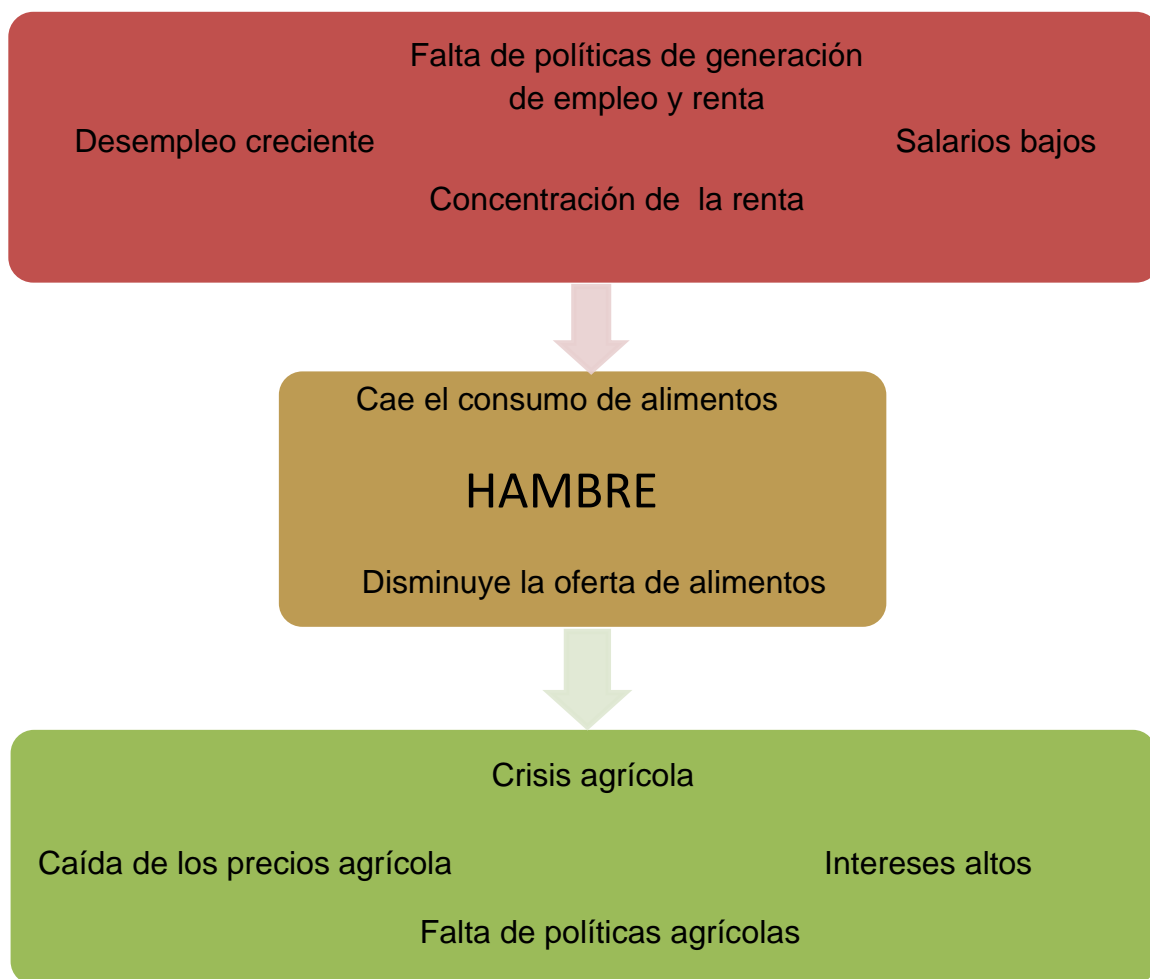 Falta de políticas de generación
de empleo y renta
Desempleo creciente
Salarios bajos
Concentración de la renta
Cae el consumo de alimentos
HAMBRE
Disminuye la oferta de alimentos
Crisis agrícola
Caída de los precios agrícola
Intereses altos
Falta de políticas agrícolas